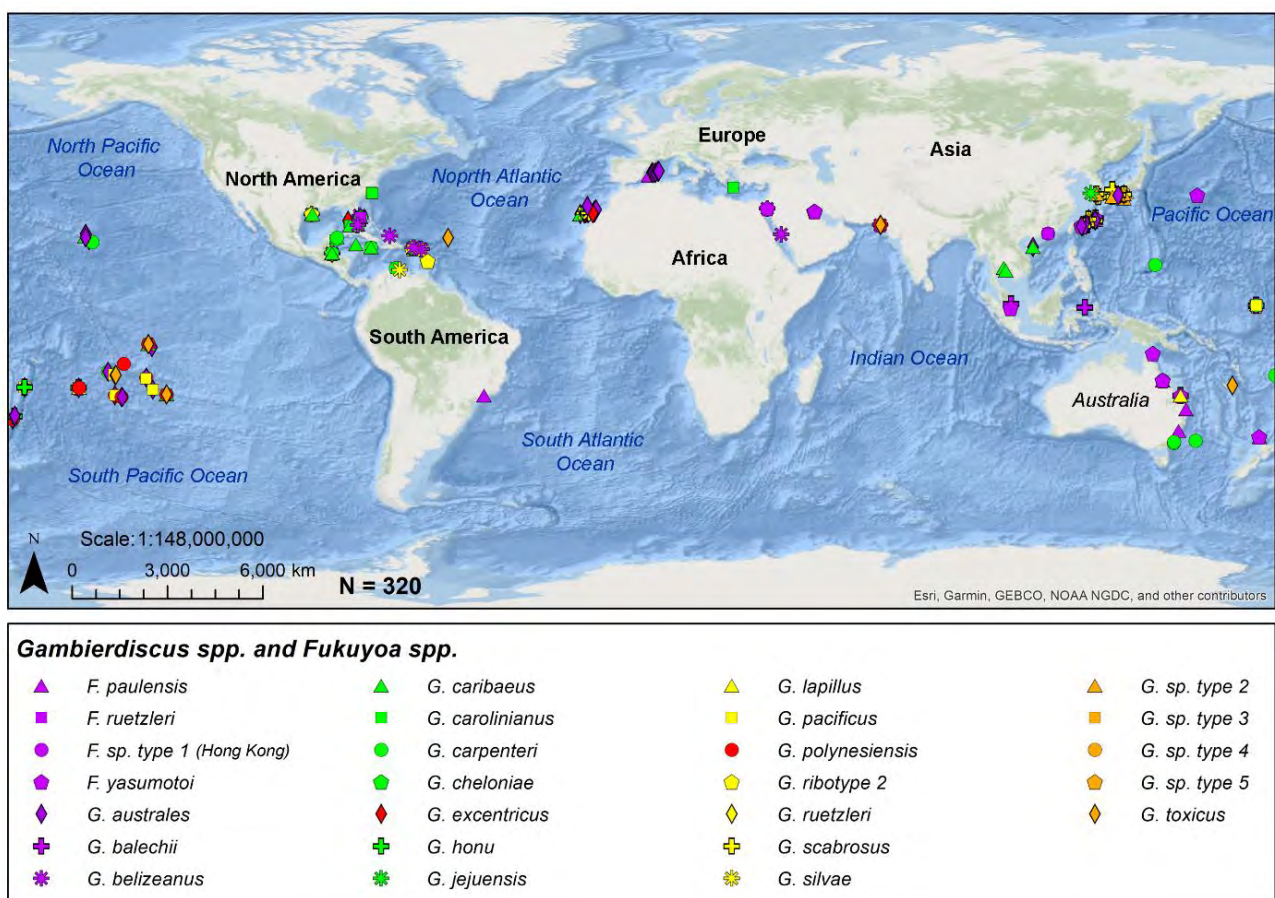 North Pacific
Ocean
North America
Noprth Atlantic
Ocean
Europe
Asia
Pacific Ocean
Africa
South America
Indian Ocean
Australia
South Atlantic
Ocean
South Pacific Ocean
N
Scale:1:148,000,000
0 3,000 6,000 km
N = 320
Esri, Garmin, GEBCO, NOAA NGDC, and other contributors
Gambierdiscus spp. and Fukuyoa spp.
F. paulensis
F. ruetzleri
F. sp. type 1 (Hong Kong)
F. yasumotoi
G. australes
G. balechii
G. belizeanus
G. caribaeus
G. carolinianus
G. carpenteri
G. cheloniae
G. excentricus
G. honu
G. jejuensis
G. lapillus
G. pacificus
G. polynesiensis
G. ribotype 2
G. ruetzleri
G. scabrosus
G. silvae
G. sp. type 2
G. sp. type 3
G. sp. type 4
G. sp. type 5
G. toxicus